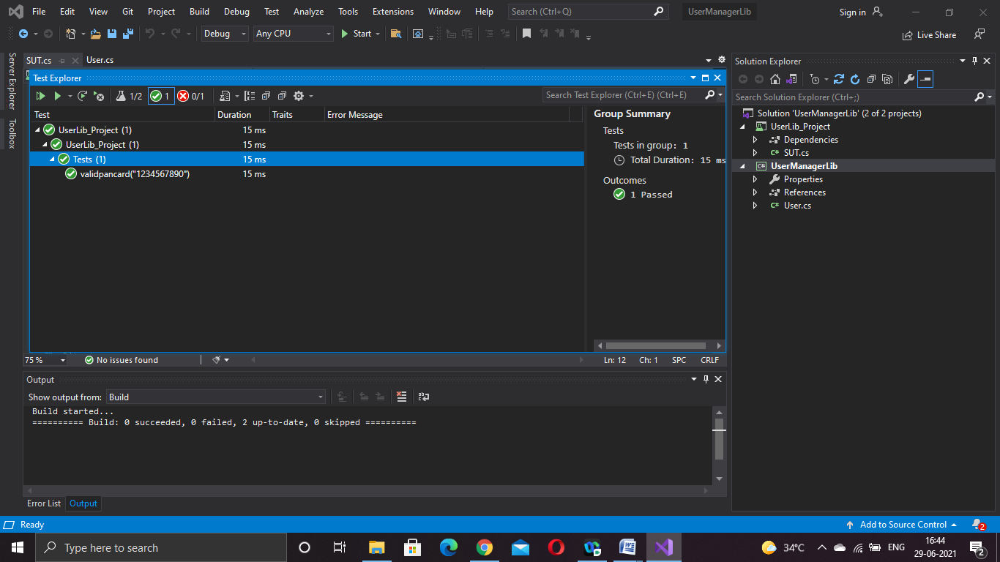 File Edit View Git Project Build Debug Test Analyze Tools Extensions Window Help Search (Ctrl+Q) UserManagerLib Sign in
Debug Any CPU Start Live Share
Server Explorer
Toolbox
SUT.cs User.cs
Test Explorer
1/2 1 0/1 Search Test Explorer (Ctrl+E) (Ctrl+E)
Test Duration Traits Error Message
UserLib_Project (1) 15 ms
UserLib_Project (1) 15 ms
Tests (1) 15 ms
validpancard("1234567890") 15 ms
Group Summary
Tests
Tests in group: 1
Total Duration: 15 ms
Outcomes
1 Passed
75 % No issues found Ln: 12 Ch: 1 SPC CRLF
Output
Show output from: Build
Build started...
========== Build: 0 succeeded, 0 failed, 2 up-to-date, 0 skipped ==========
Error List Output
Solution Explorer
Search Solution Explorer (Ctrl+;)
Solution 'UserManagerLib' (2 of 2 projects)
UserLib_Project
Dependencies
C# SUT.cs
C# UserManagerLib
Properties
References
C# User.cs
Ready Add to Source Control 2
Type here to search 34°C ENG 16:44
29-06-2021 2